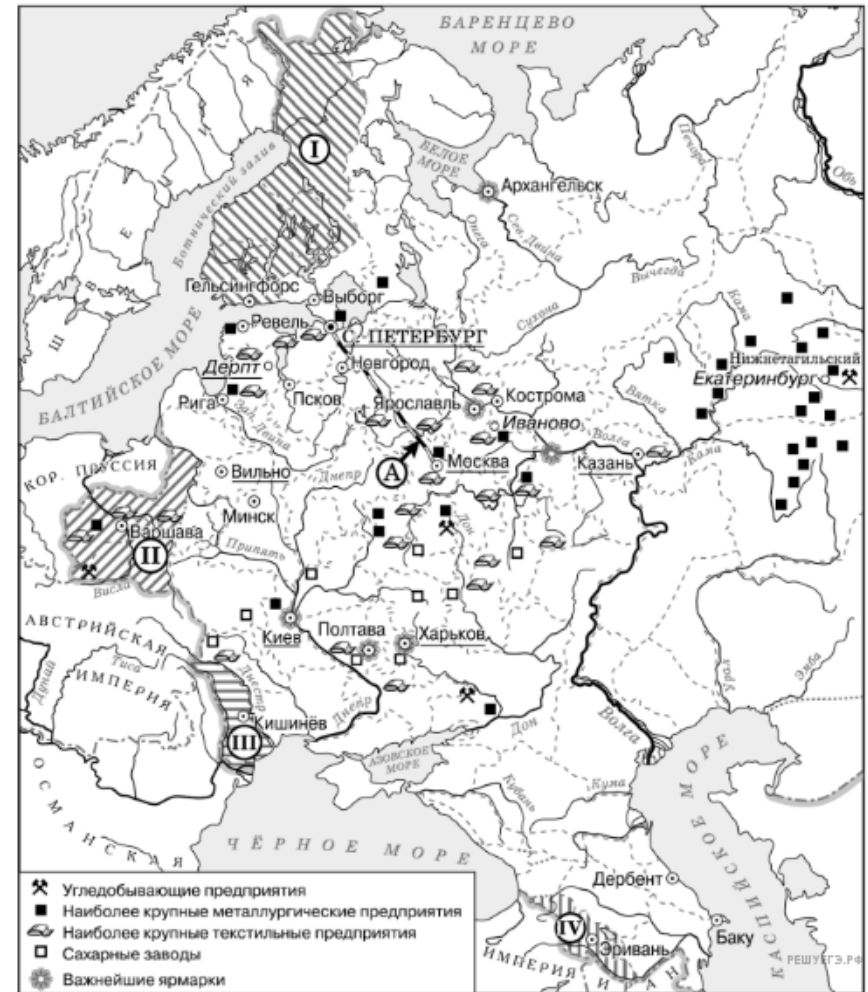 БАРЕНЦЕВО
МОРЕ
Печора
Обь
I
БЕЛОЕ
МОРЕ
Архангельск
Ботнический залив
Онега
Сев. Двина
Вычегда
Сухона
Кама
Гельсингфорс
Выборг
Ревель
С.-ПЕТЕРБУРГ
Нижнетагильский
Новгород
Екатеринбург
Дерпт
БАЛТИЙСКОЕ МОРЕ
Псков
Ярославль
Кострома
Вятка
Рига
Зап. Двина
Иваново
Волга
КОР. ПРУССИЯ
Вильно
Днепр
А
Москва
Казань
Кама
Минск
Дон
Варшава
II
Припять
Висла
АВСТРИЙСКАЯ
ИМПЕРИЯ
Киев
Полтава
Харьков
Урал
Эмба
Тиса
Дунай
Днестр
Днепр
Волга
Кишинёв
III
Дон
АЗОВСКОЕ
МОРЕ
ОСМАНСКАЯ
Кубань
Кума
ЧЁРНОЕ МОРЕ
КАСПИЙСКОЕ МОРЕ
Дербент
IV
Эривань
Баку
ИМПЕРИЯ
ИРАН
Угледобывающие предприятия
Наиболее крупные металлургические предприятия
Наиболее крупные текстильные предприятия
Сахарные заводы
Важнейшие ярмарки
РЕШУЕГЭ.РФ